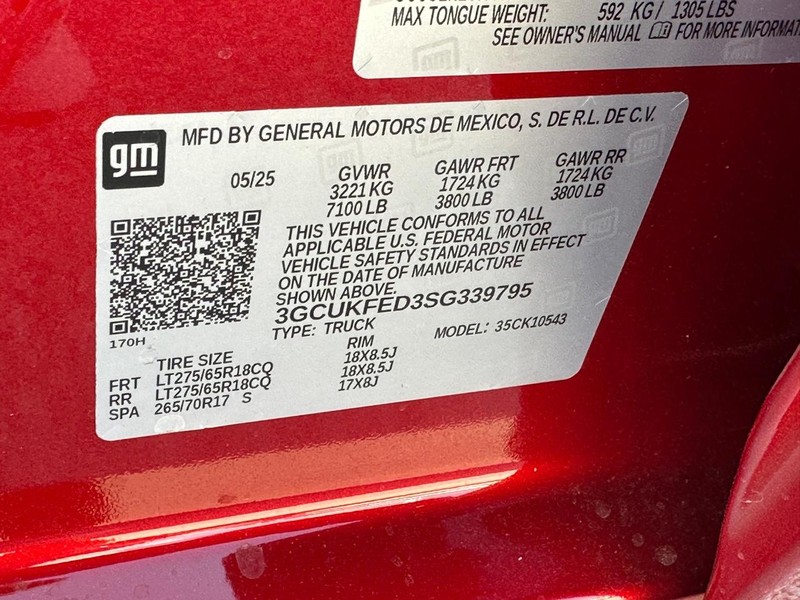 MAX TONGUE WEIGHT: 592 KG / 1305 LBS
SEE OWNER'S MANUAL FOR MORE INFORMAT
gm
MFD BY GENERAL MOTORS DE MEXICO, S. DE R.L. DE C.V.
05/25 GVWR GAWR FRT GAWR RR
3221 KG 1724 KG 1724 KG
7100 LB 3800 LB 3800 LB
THIS VEHICLE CONFORMS TO ALL
APPLICABLE U.S. FEDERAL MOTOR
VEHICLE SAFETY STANDARDS IN EFFECT
ON THE DATE OF MANUFACTURE
SHOWN ABOVE.
3GCUKFED3SG339795
170H
TYPE: TRUCK MODEL: 35CK10543
TIRE SIZE RIM
FRT LT275/65R18CQ 18X8.5J
RR LT275/65R18CQ 18X8.5J
SPA 265/70R17 S 17X8J